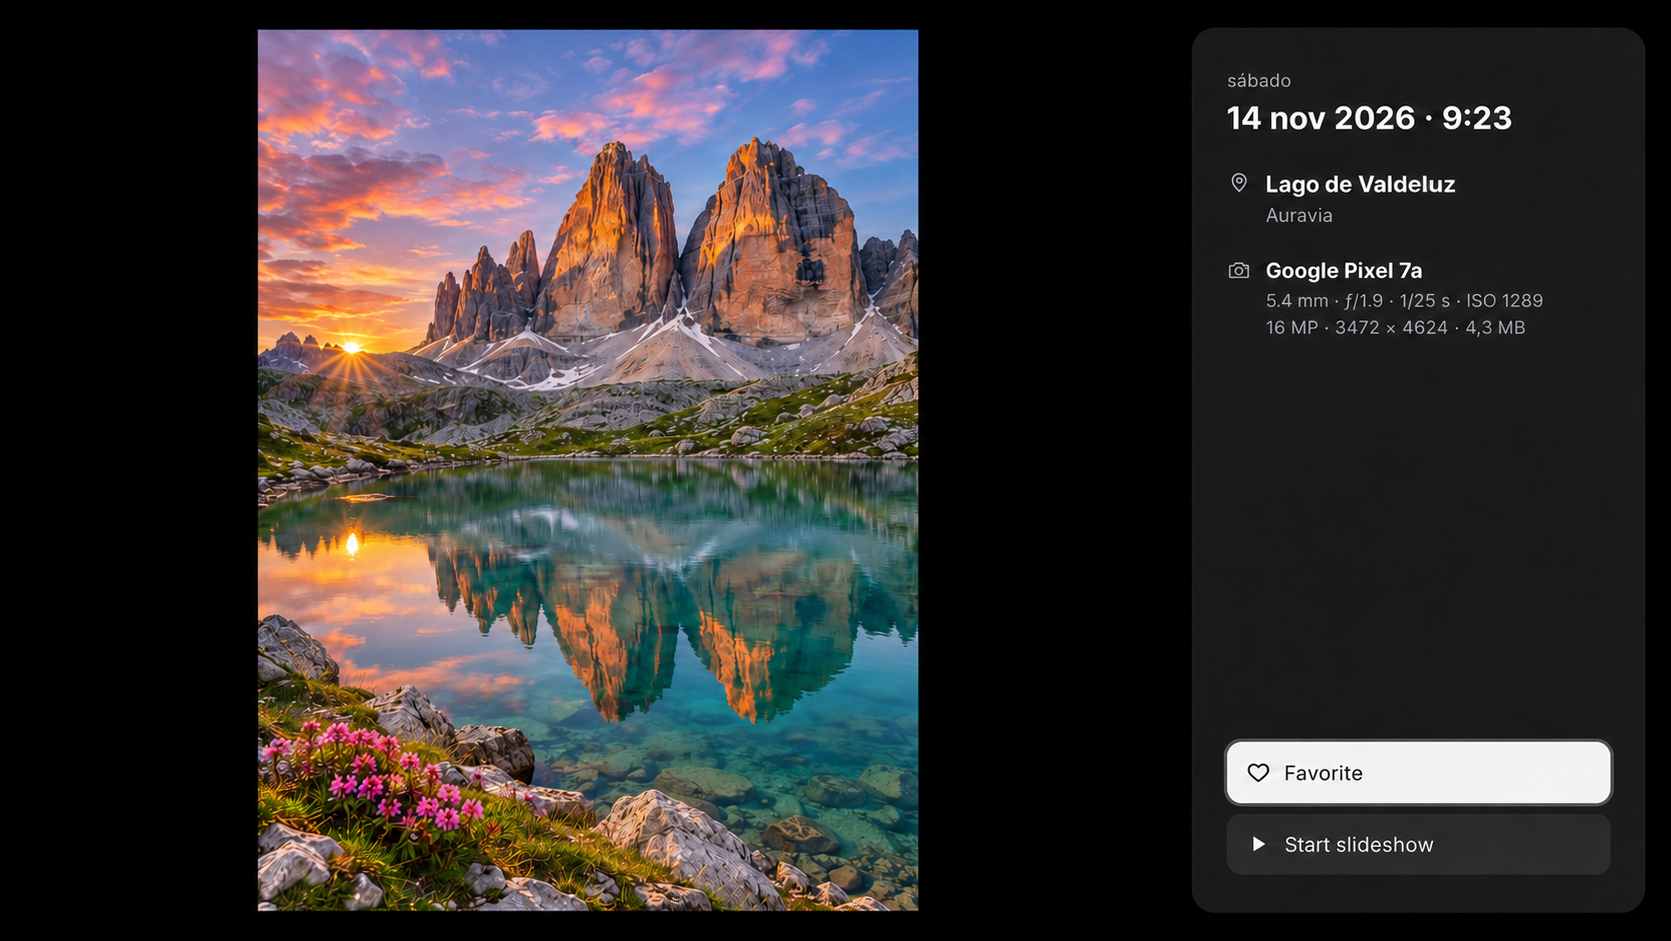 sábado
14 nov 2026 · 9:23
Lago de Valdeluz
Auravia
Google Pixel 7a
5.4 mm · ƒ/1.9 · 1/25 s · ISO 1289
16 MP · 3472 × 4624 · 4,3 MB
Favorite
Start slideshow